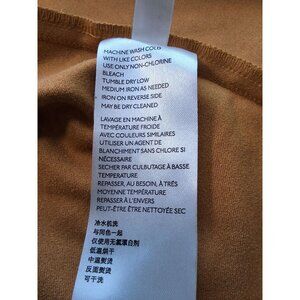 MACHINE WASH COLD
WITH LIKE COLORS
USE ONLY NON-CHLORINE
BLEACH
TUMBLE DRY LOW
MEDIUM IRON AS NEEDED
IRON ON REVERSE SIDE
MAY BE DRY CLEANED
LAVAGE EN MACHINE À
TEMPÉRATURE FROIDE
AVEC COULEURS SIMILAIRES
UTILISER UN AGENT DE
BLANCHIMENT SANS CHLORE SI
NÉCESSAIRE
SECHER PAR CULBUTAGE À BASSE
TEMPERATURE
REPASSER, AU BESOIN, À TRÈS
MOYENNE TEMPÉRATURE
REPASSER À L'ENVERS
PEUT-ÊTRE ÊTRE NETTOYÉE SEC
冷水机洗
与同色一起
仅使用无氯漂白剂
低温烘干
中温熨烫
反面熨烫
可干洗